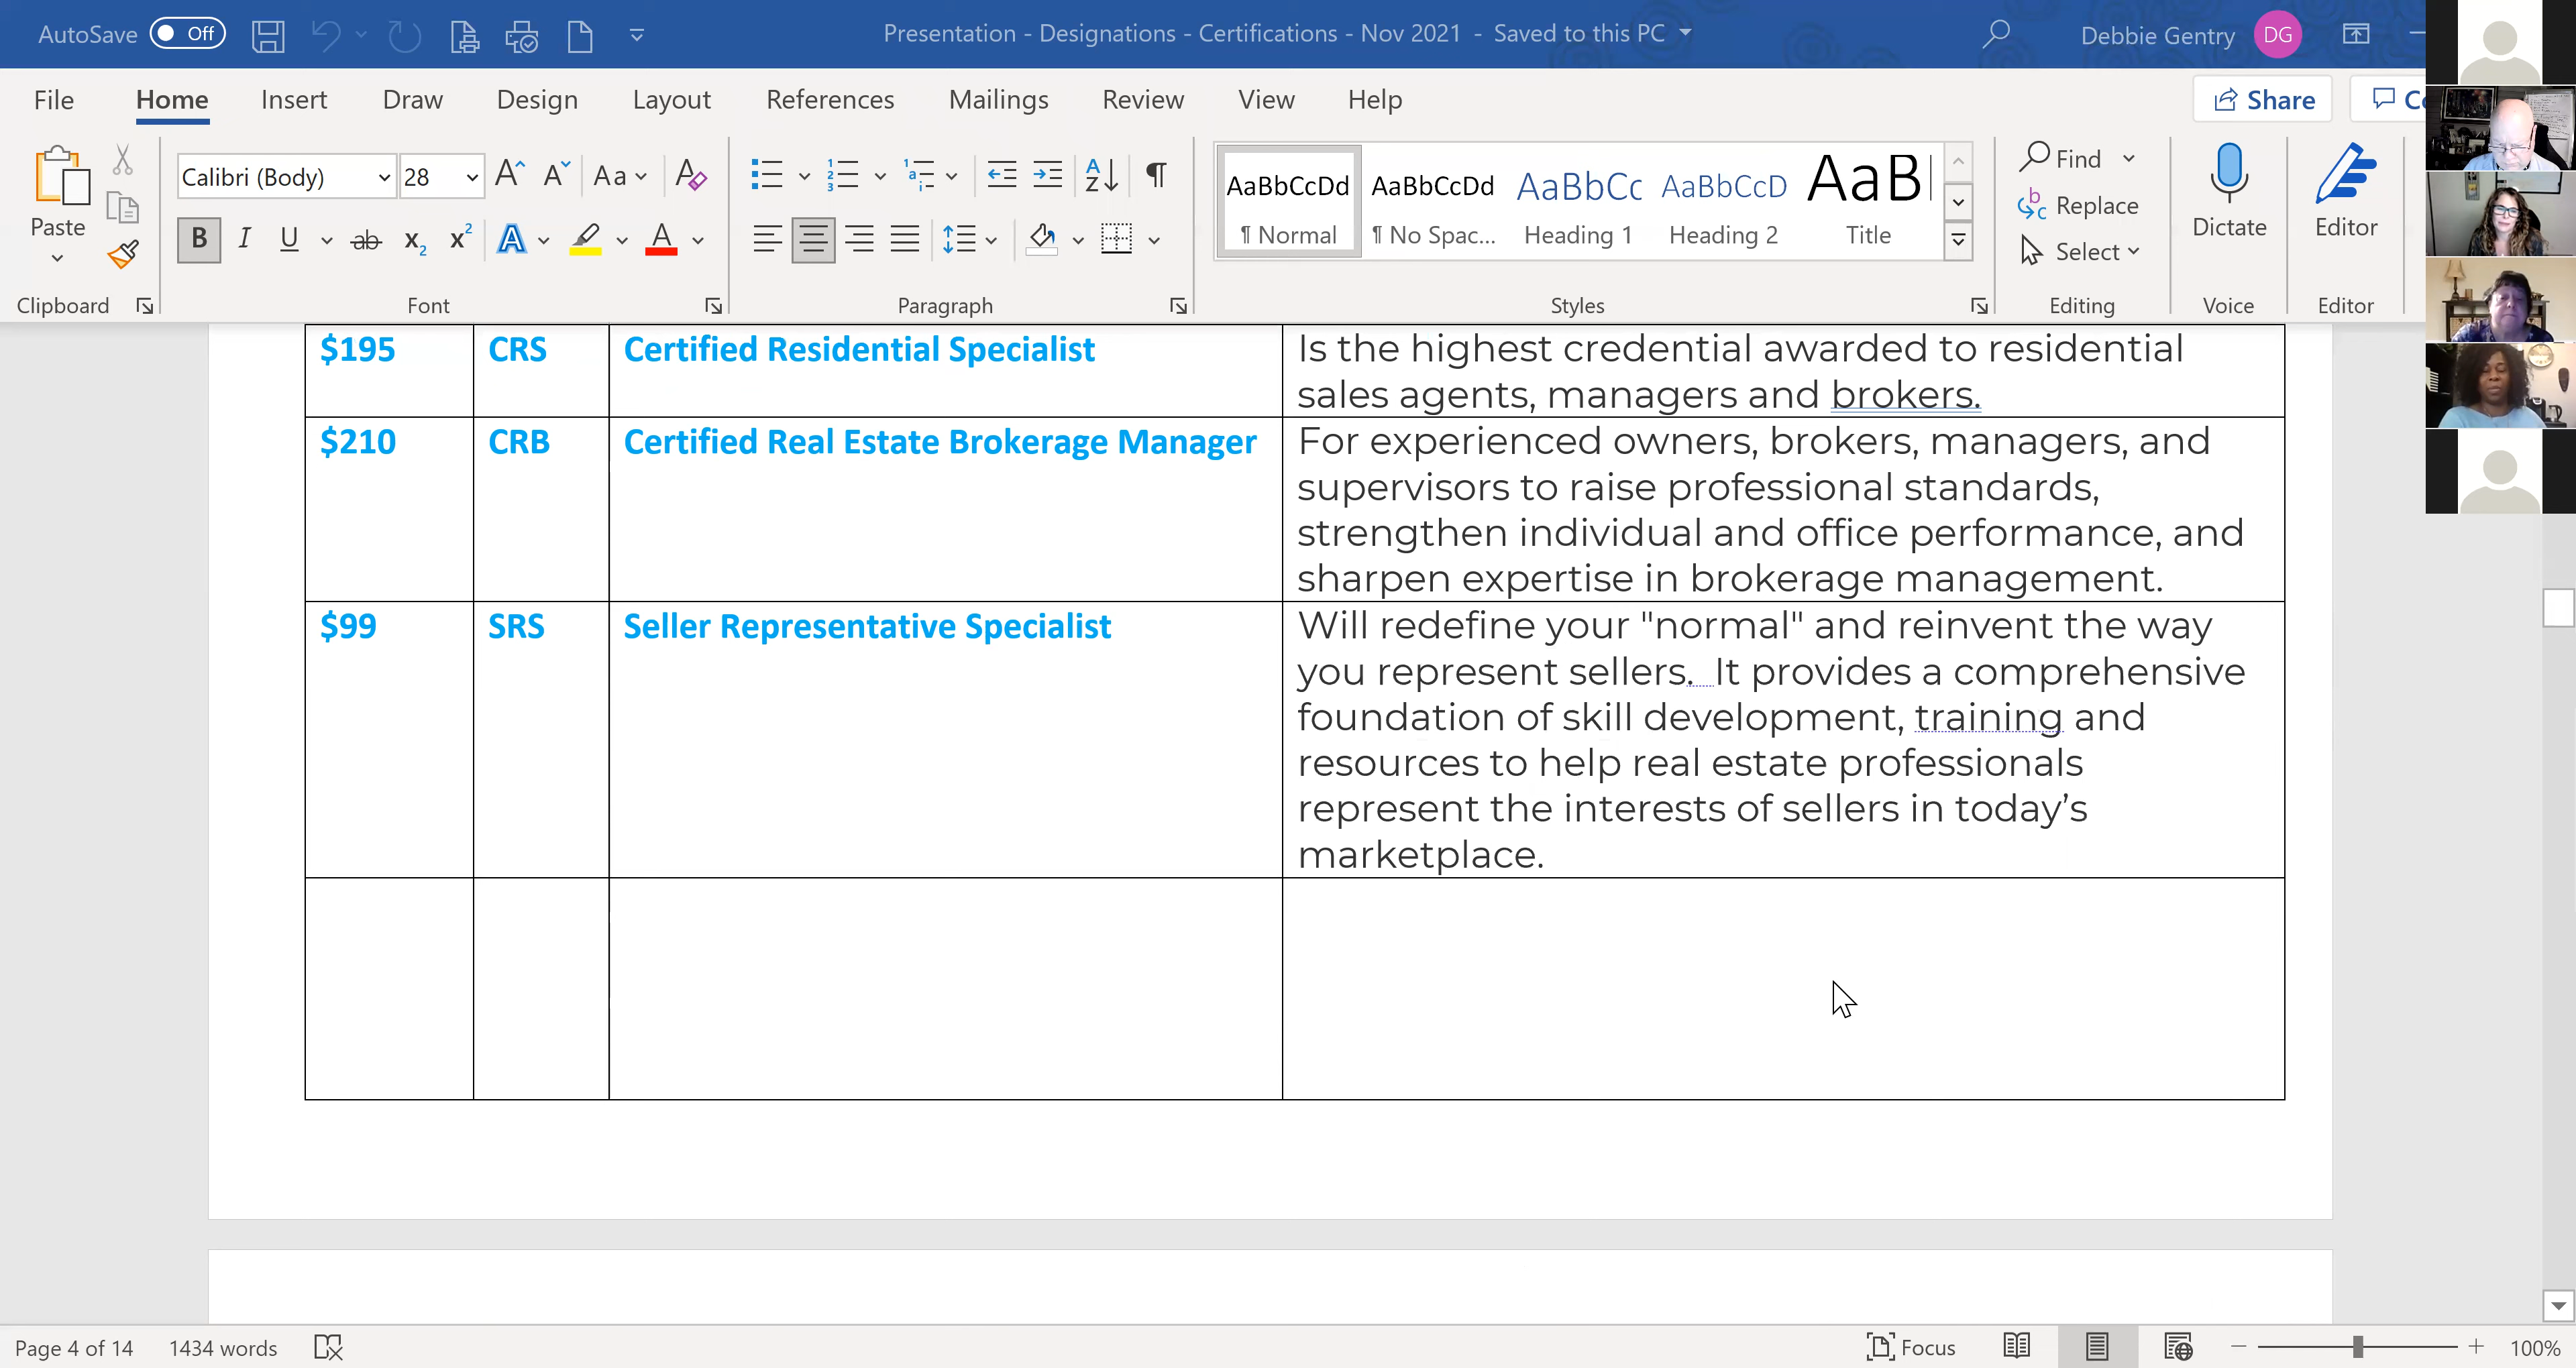 AutoSave Off
Presentation - Designations - Certifications - Nov 2021 - Saved to this PC
Debbie Gentry DG
File Home Insert Draw Design Layout References Mailings Review View Help
Share
Paste
Clipboard
Calibri (Body) 28
Font
Paragraph
AaBbCcDd AaBbCcDd AaBbCc AaBbCcD AaB
¶ Normal ¶ No Spac... Heading 1 Heading 2 Title
Styles
Find
Replace
Select
Editing
Dictate
Voice
Editor
Editor
$195 CRS Certified Residential Specialist
Is the highest credential awarded to residential
sales agents, managers and brokers.
$210 CRB Certified Real Estate Brokerage Manager
For experienced owners, brokers, managers, and
supervisors to raise professional standards,
strengthen individual and office performance, and
sharpen expertise in brokerage management.
$99 SRS Seller Representative Specialist
Will redefine your "normal" and reinvent the way
you represent sellers. It provides a comprehensive
foundation of skill development, training and
resources to help real estate professionals
represent the interests of sellers in today’s
marketplace.
Page 4 of 14 1434 words
Focus
100%